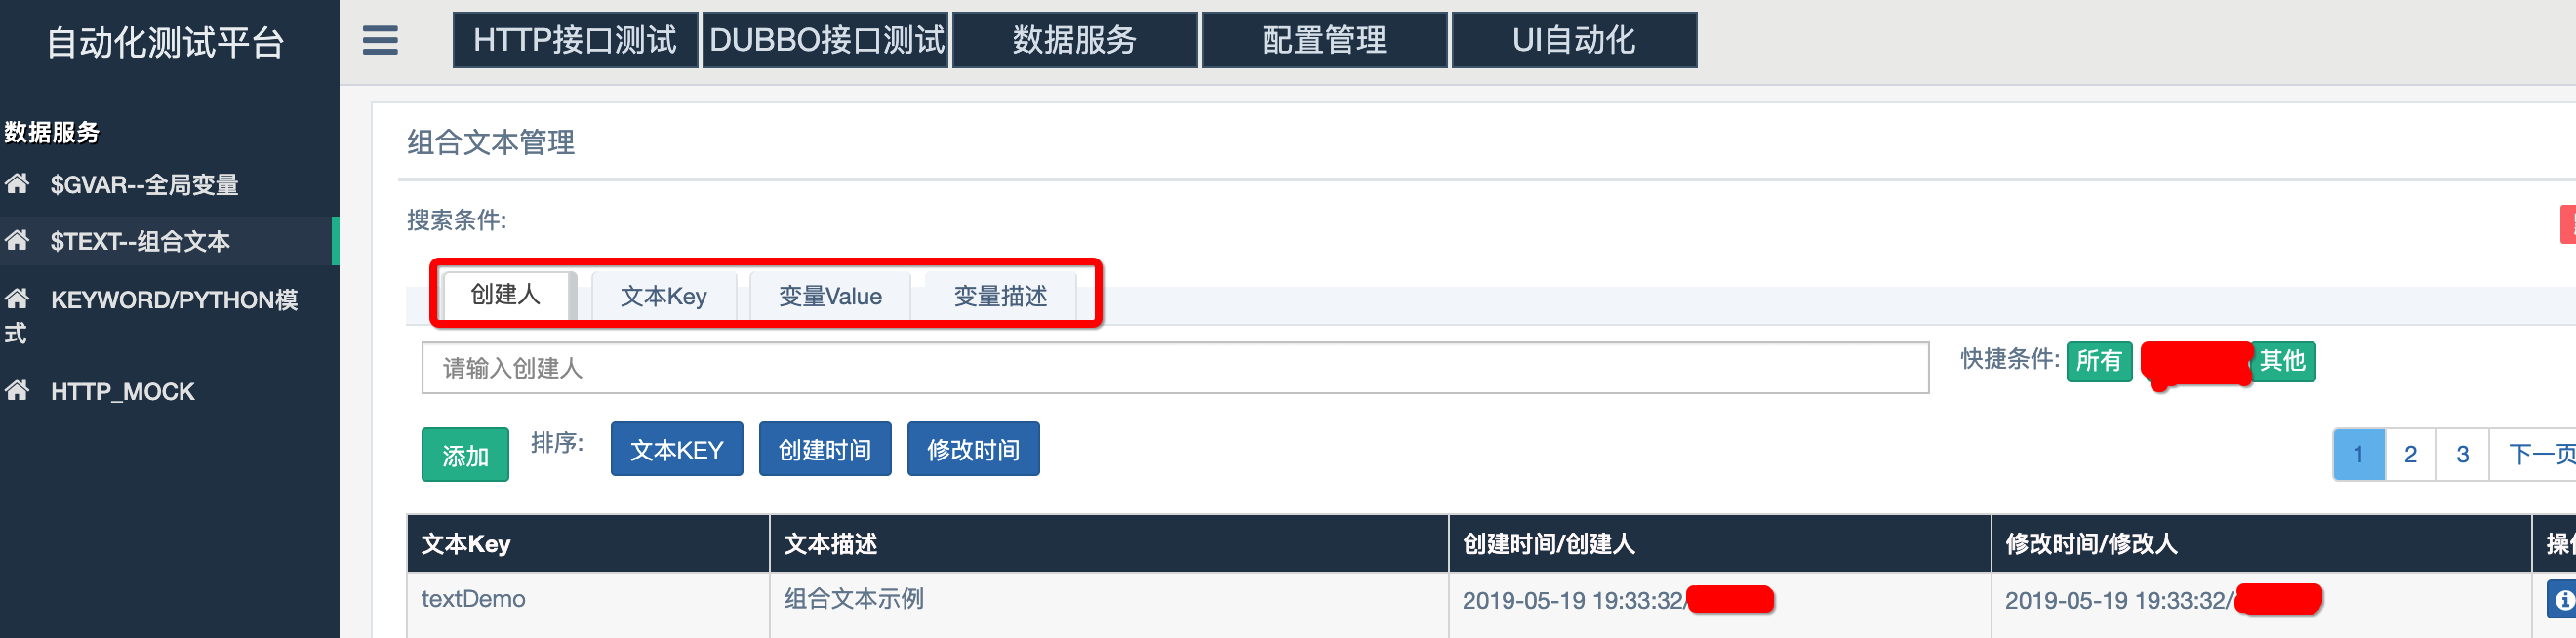 自动化测试平台
HTTP接口测试
DUBBO接口测试
数据服务
配置管理
UI自动化
数据服务
$GVAR--全局变量
$TEXT--组合文本
KEYWORD/PYTHON模
式
HTTP_MOCK
组合文本管理
搜索条件:
创建人
文本Key
变量Value
变量描述
请输入创建人
快捷条件:
所有
其他
添加
排序:
文本KEY
创建时间
修改时间
1
2
3
下一页
文本Key
文本描述
创建时间/创建人
修改时间/修改人
textDemo
组合文本示例
2019-05-19 19:33:32/
2019-05-19 19:33:32/